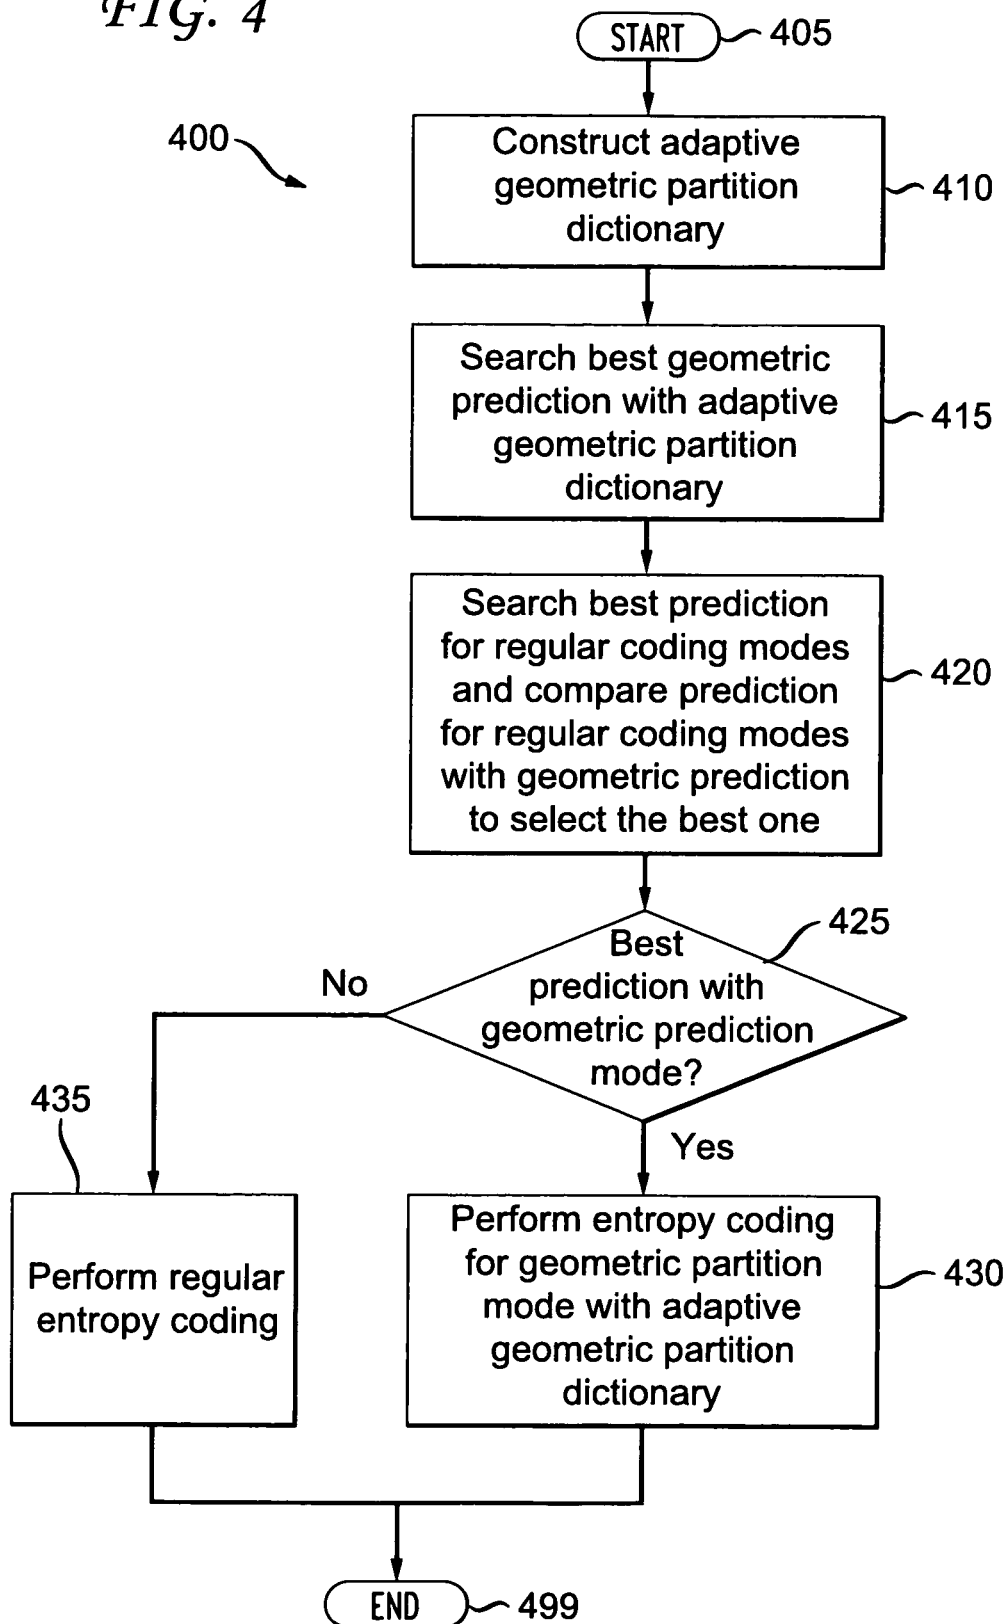 FIG. 4
START
405
400
Construct adaptive
geometric partition
dictionary
410
Search best geometric
prediction with adaptive
geometric partition
dictionary
415
Search best prediction
for regular coding modes
and compare prediction
for regular coding modes
with geometric prediction
to select the best one
420
425
Best
prediction with
geometric prediction
mode?
No
Yes
435
Perform regular
entropy coding
Perform entropy coding
for geometric partition
mode with adaptive
geometric partition
dictionary
430
END
499